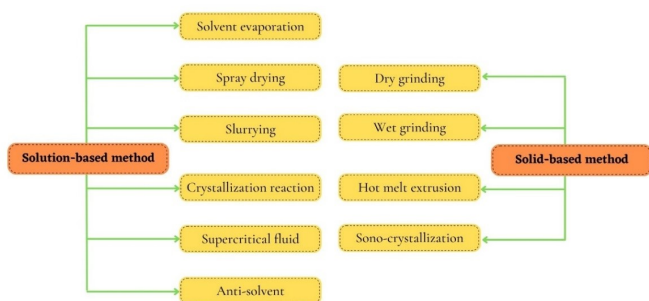 Solvent evaporation
Spray drying
Dry grinding
Slurrying
Wet grinding
Solution-based method
Solid-based method
Crystallization reaction
Hot melt extrusion
Supercritical fluid
Sono-crystallization
Anti-solvent